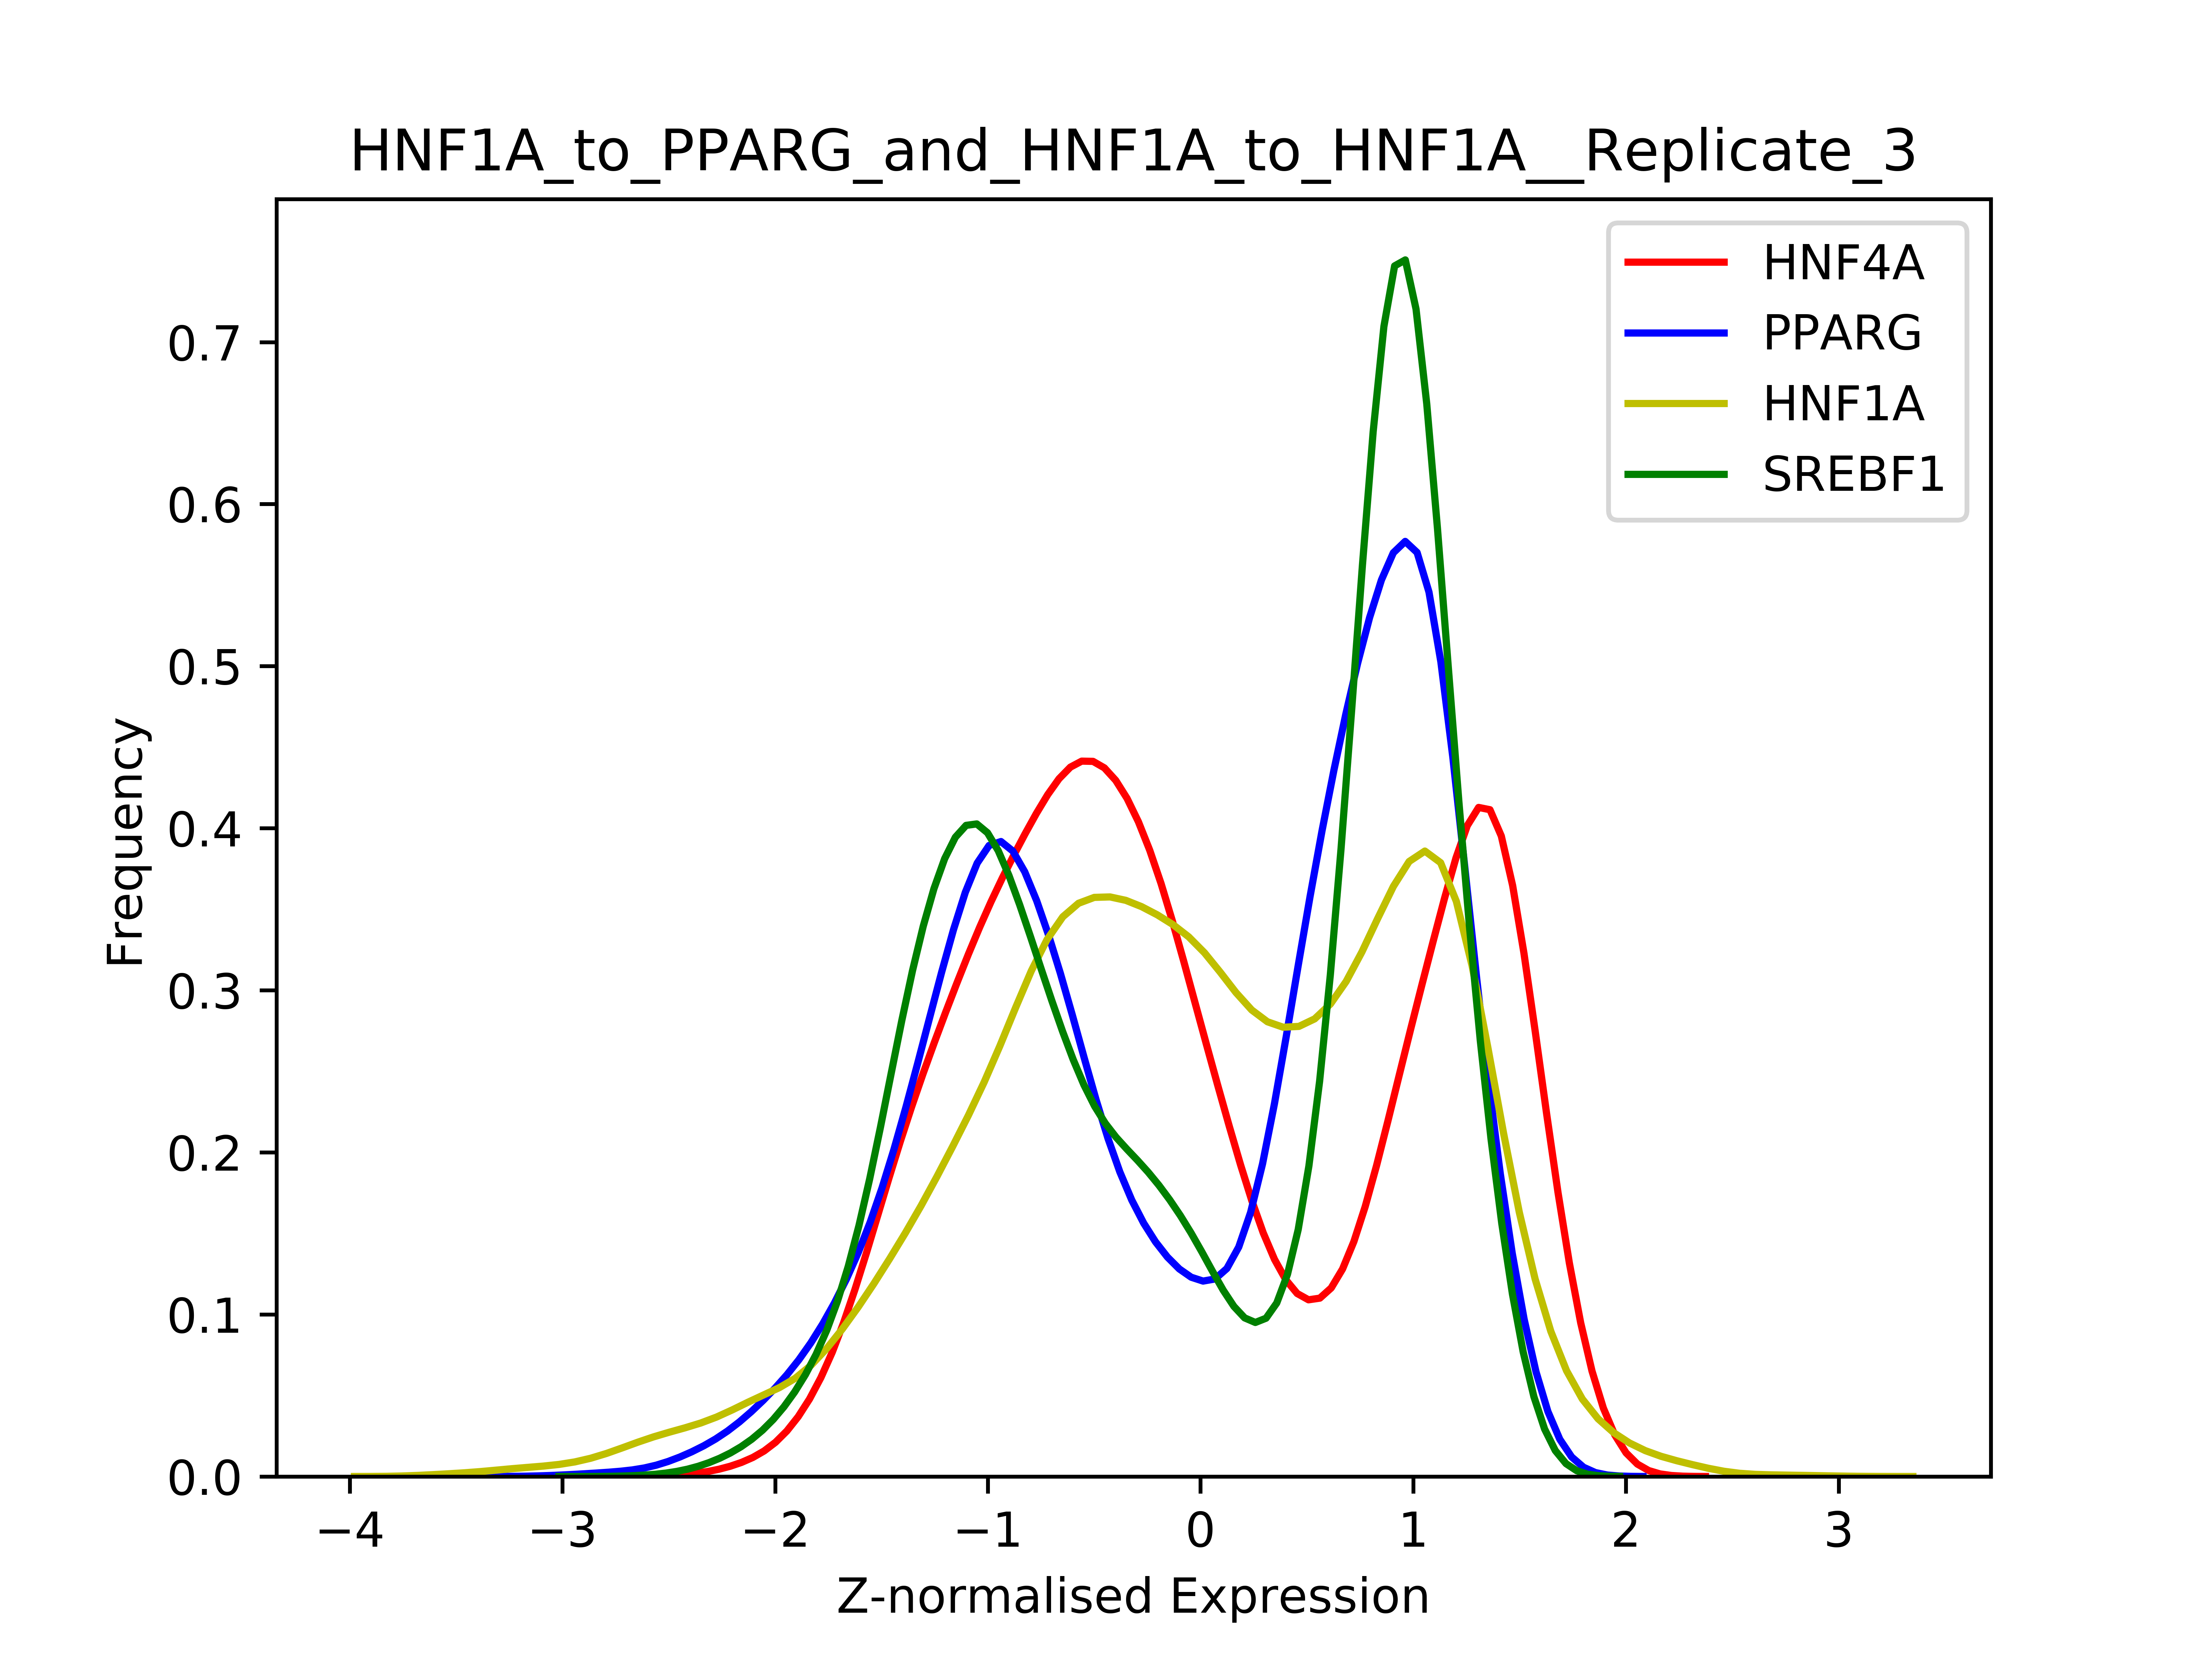 HNF1A_to_PPARG_and_HNF1A_to_HNF1A__Replicate_3
HNF4A
PPARG
HNF1A
SREBF1
Frequency
0.7
0.6
0.5
0.4
0.3
0.2
0.1
0.0
−4 −3 −2 −1 0 1 2 3
Z-normalised Expression